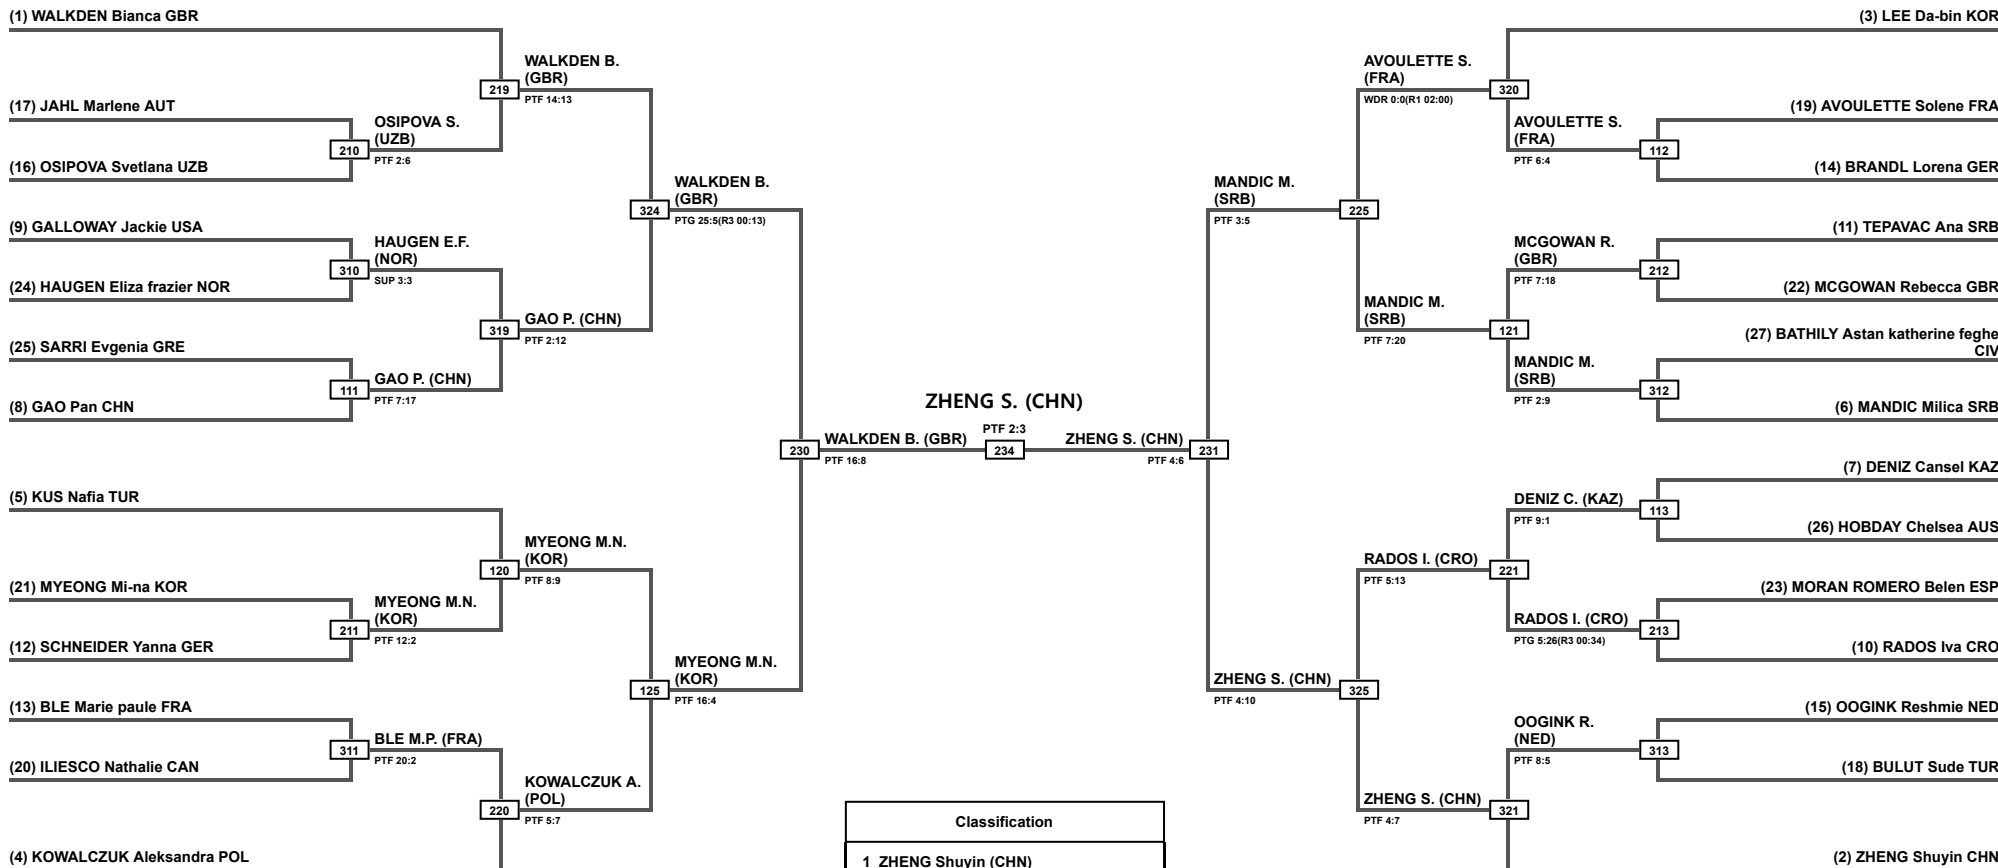 (1) WALKDEN Bianca GBR
(17) JAHL Marlene AUT
(16) OSIPOVA Svetlana UZB
(9) GALLOWAY Jackie USA
(24) HAUGEN Eliza frazier NOR
(25) SARRI Evgenia GRE
(8) GAO Pan CHN
(5) KUS Nafia TUR
(21) MYEONG Mi-na KOR
(12) SCHNEIDER Yanna GER
(13) BLE Marie paule FRA
(20) ILIESCO Nathalie CAN
(4) KOWALCZUK Aleksandra POL
210
OSIPOVA S.
(UZB)
PTF 2:6
310
HAUGEN E.F.
(NOR)
SUP 3:3
111
GAO P. (CHN)
PTF 7:17
211
MYEONG M.N.
(KOR)
PTF 12:2
311
BLE M.P. (FRA)
PTF 20:2
219
WALKDEN B.
(GBR)
PTF 14:13
319
GAO P. (CHN)
PTF 2:12
120
MYEONG M.N.
(KOR)
PTF 8:9
220
KOWALCZUK A.
(POL)
PTF 5:7
324
WALKDEN B.
(GBR)
PTG 25:5(R3 00:13)
125
MYEONG M.N.
(KOR)
PTF 16:4
230
WALKDEN B. (GBR)
PTF 16:8
ZHENG S. (CHN)
PTF 2:3
234
ZHENG S. (CHN)
PTF 4:6
231
MANDIC M.
(SRB)
PTF 3:5
225
ZHENG S. (CHN)
PTF 4:10
325
AVOULETTE S.
(FRA)
WDR 0:0(R1 02:00)
320
MANDIC M.
(SRB)
PTF 7:20
121
RADOS I. (CRO)
PTF 5:13
221
ZHENG S. (CHN)
PTF 4:7
321
AVOULETTE S.
(FRA)
PTF 6:4
112
MCGOWAN R.
(GBR)
PTF 7:18
212
MANDIC M.
(SRB)
PTF 2:9
312
DENIZ C. (KAZ)
PTF 9:1
113
RADOS I. (CRO)
PTG 5:26(R3 00:34)
213
OOGINK R.
(NED)
PTF 8:5
313
(3) LEE Da-bin KOR
(19) AVOULETTE Solene FRA
(14) BRANDL Lorena GER
(11) TEPAVAC Ana SRB
(22) MCGOWAN Rebecca GBR
(27) BATHILY Astan katherine feghe
CIV
(6) MANDIC Milica SRB
(7) DENIZ Cansel KAZ
(26) HOBDAY Chelsea AUS
(23) MORAN ROMERO Belen ESP
(10) RADOS Iva CRO
(15) OOGINK Reshmie NED
(18) BULUT Sude TUR
(2) ZHENG Shuyin CHN
Classification
1 ZHENG Shuyin (CHN)